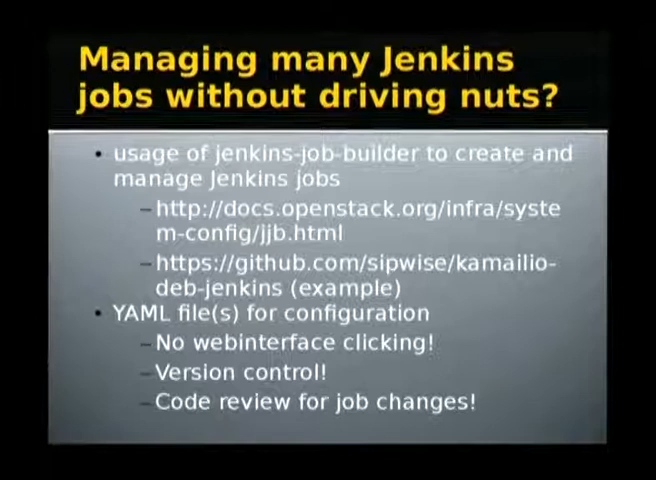 Managing many Jenkins
jobs without driving nuts?
• usage of jenkins-job-builder to create and
manage Jenkins jobs
–http://docs.openstack.org/infra/syste
m-config/jjb.html
–https://github.com/sipwise/kamailio-
deb-jenkins (example)
• YAML file(s) for configuration
–No webinterface clicking!
–Version control!
–Code review for job changes!